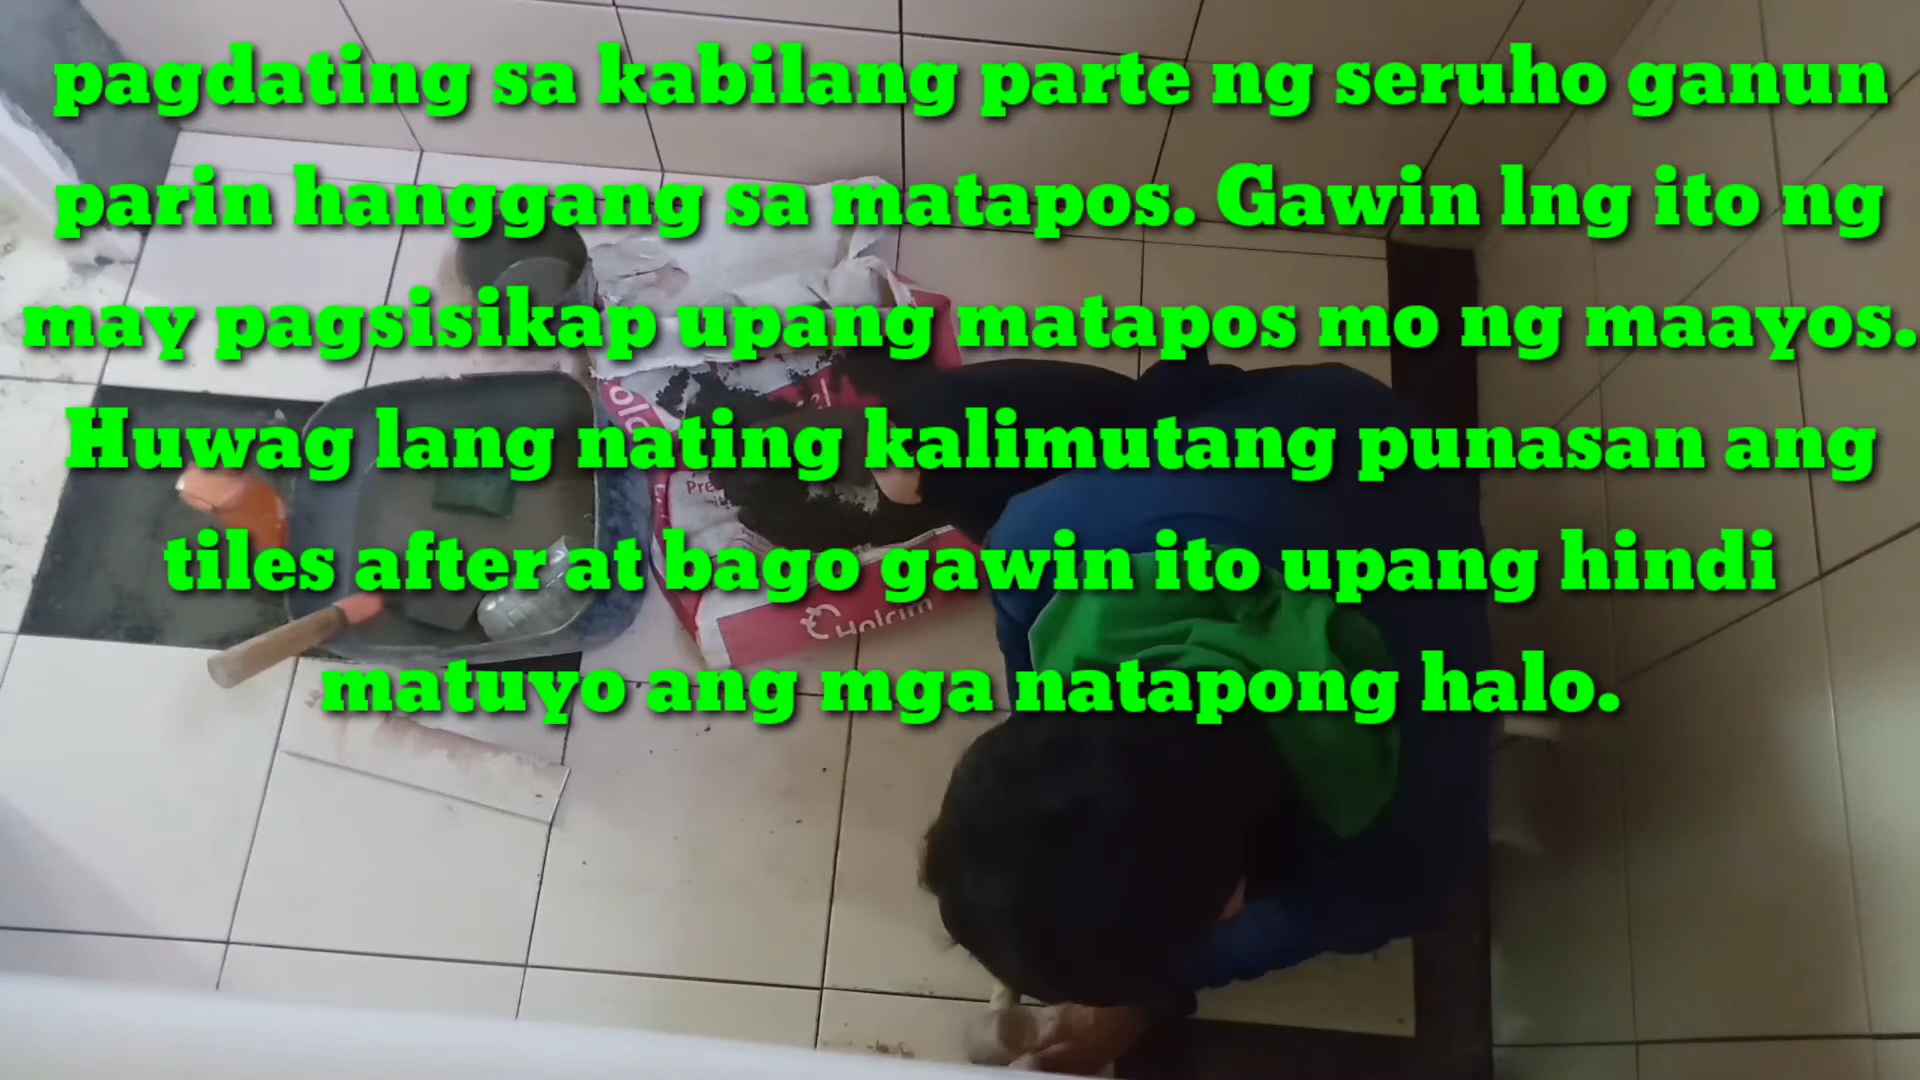 pagdating sa kabilang parte ng seruho ganun
parin hanggang sa matapos. Gawin lng ito ng
may pagsisikap upang matapos mo ng maayos.
Huwag lang nating kalimutang punasan ang
tiles after at bago gawin ito upang hindi
matuyo ang mga natapong halo.
Holcim